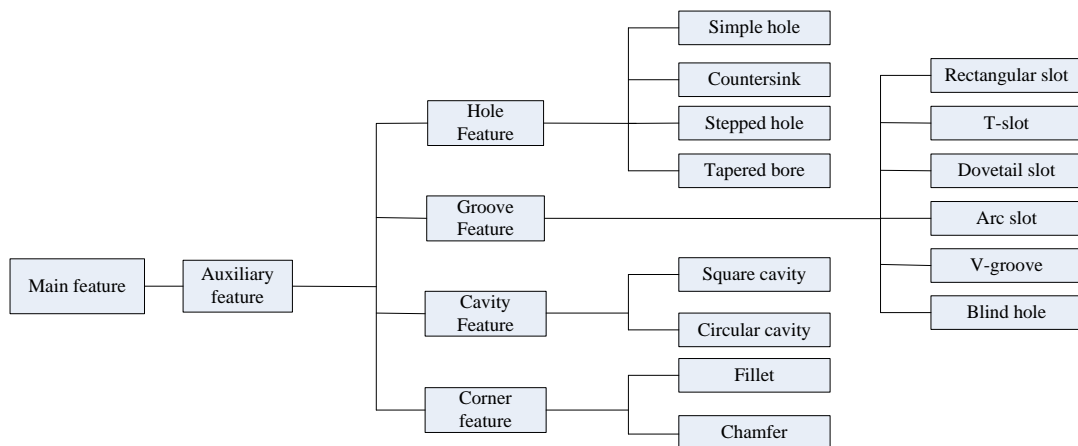 Main feature
Auxiliary
feature
Hole
Feature
Simple hole
Countersink
Stepped hole
Tapered bore
Groove
Feature
Rectangular slot
T-slot
Dovetail slot
Arc slot
V-groove
Blind hole
Cavity
Feature
Square cavity
Circular cavity
Corner
feature
Fillet
Chamfer